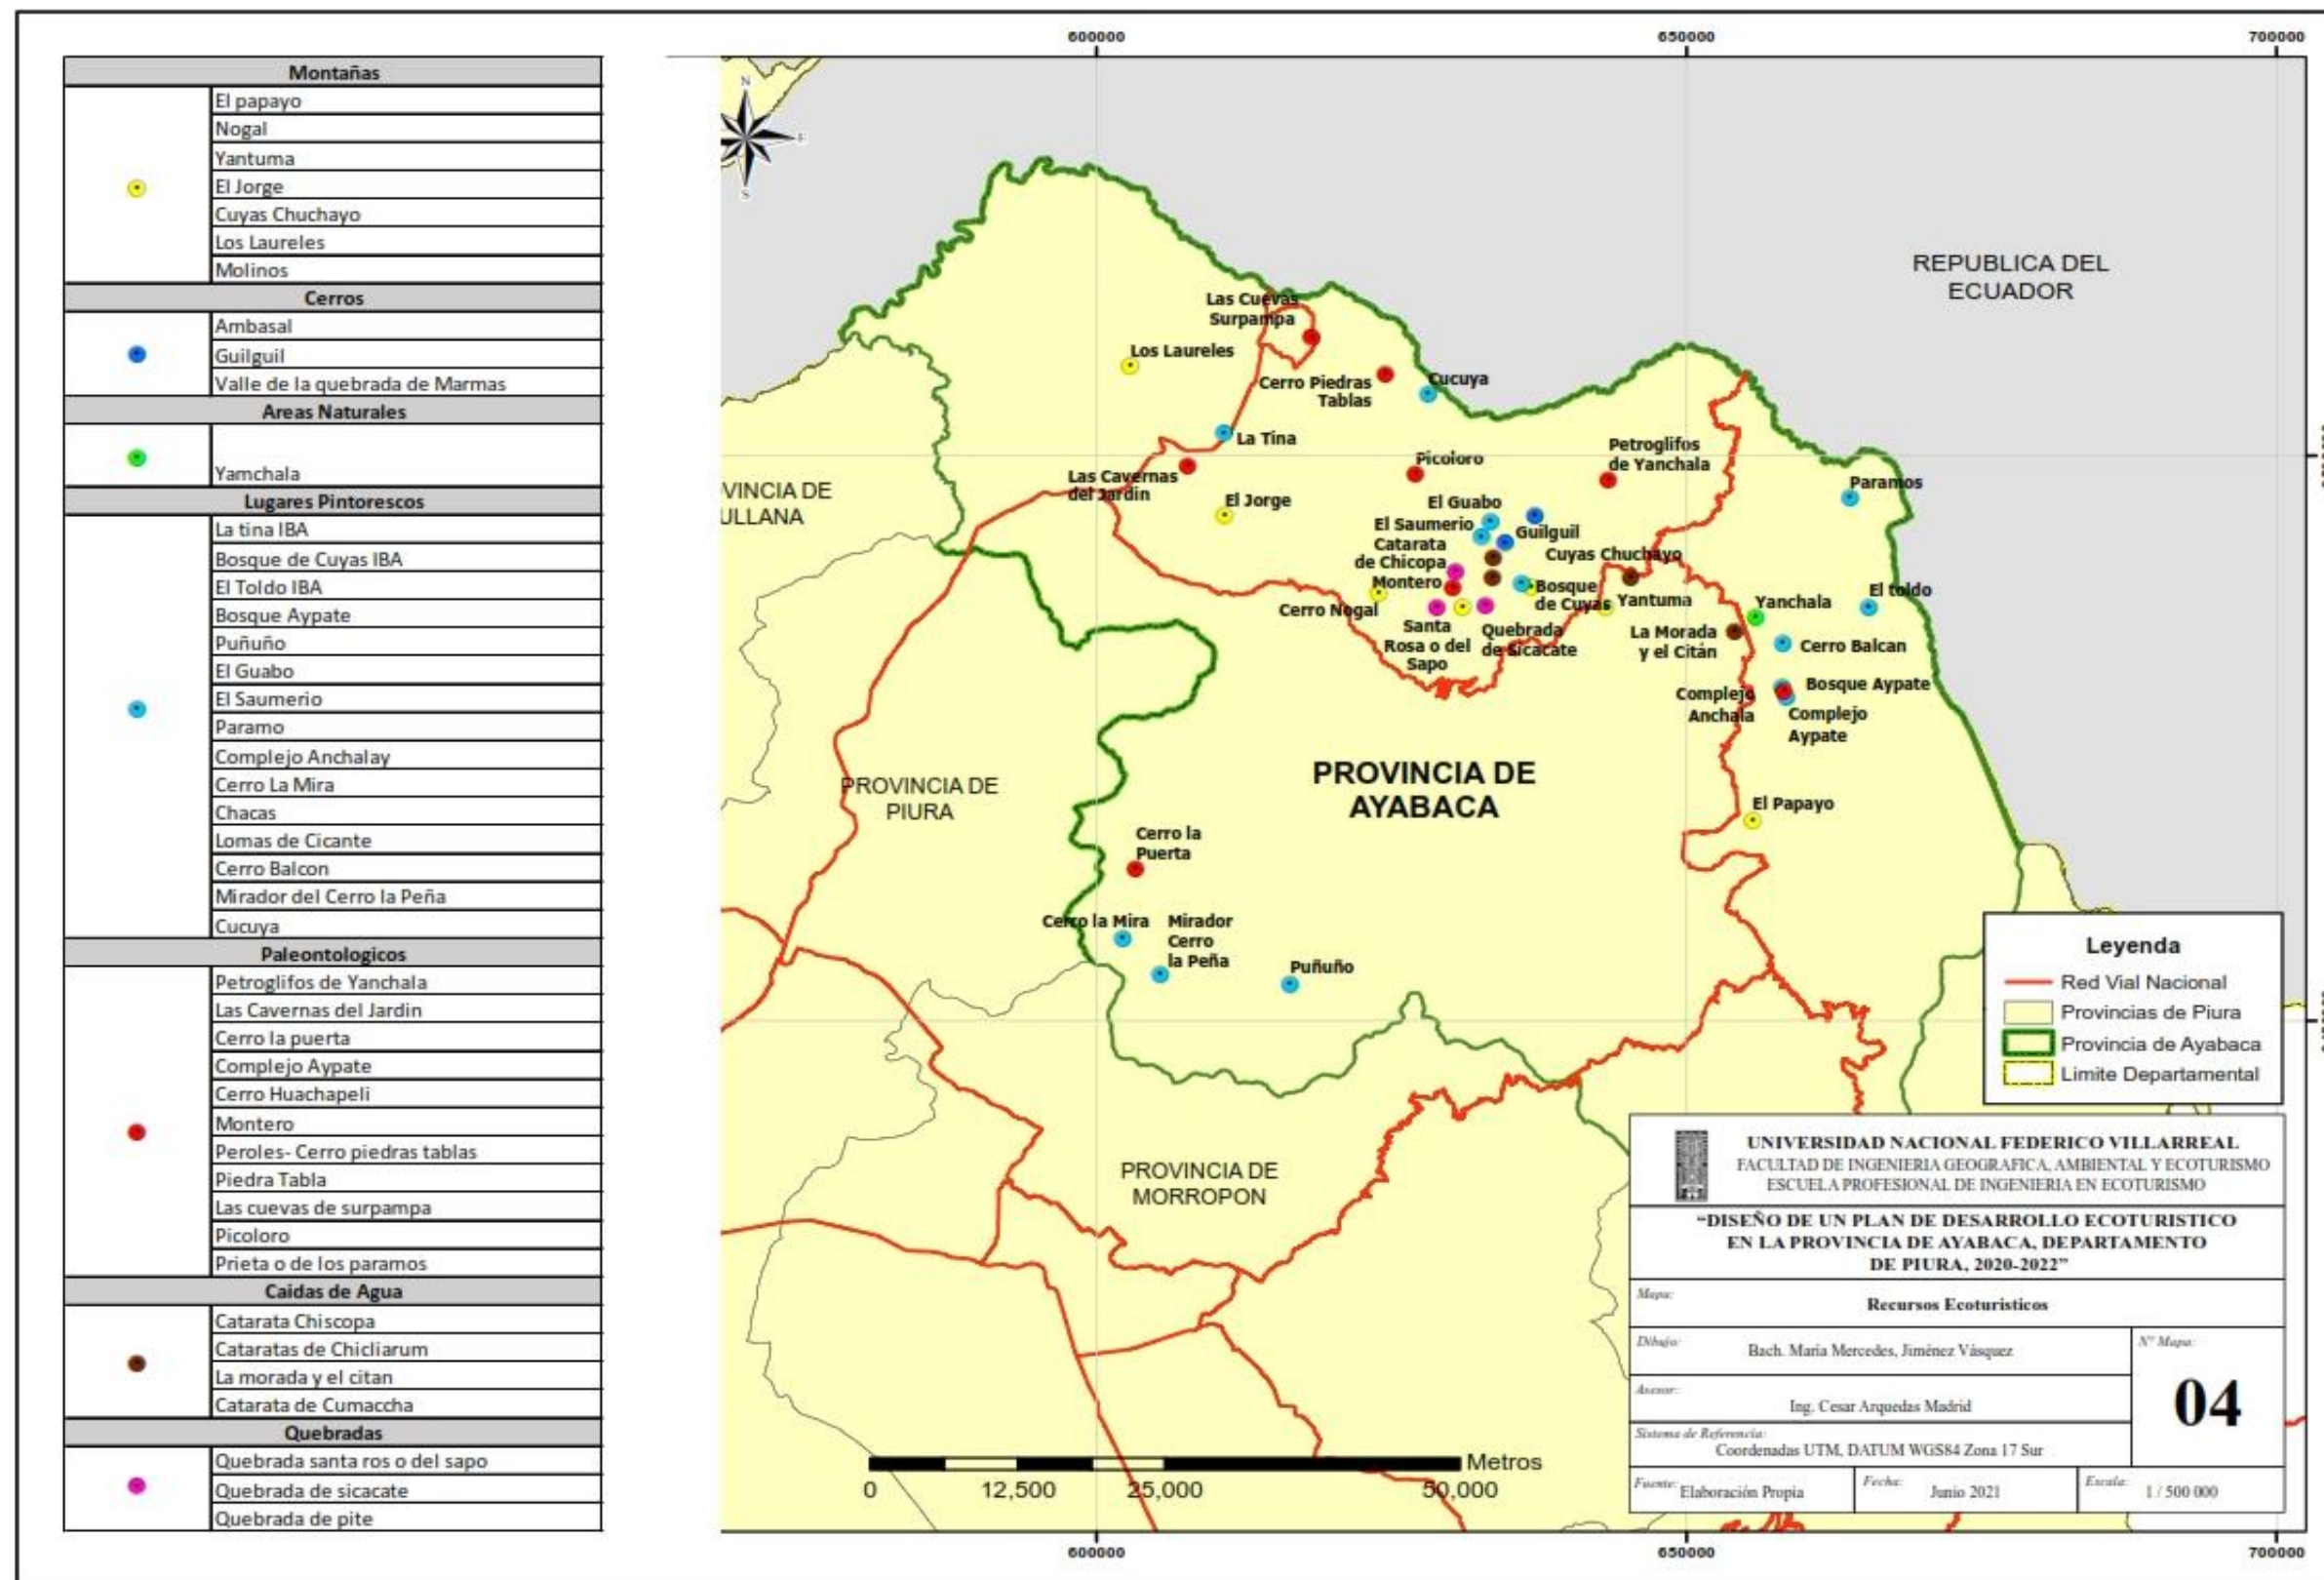 Montañas
El papayo
Nogal
Yantuma
El Jorge
Cuyas Chuchayo
Los Laureles
Molinos
Cerros
Ambasal
Guilguil
Valle de la quebrada de Marmas
Areas Naturales
Yamchala
Lugares Pintorescos
La tina IBA
Bosque de Cuyas IBA
El Toldo IBA
Bosque Aypate
Puñuño
El Guabo
El Saumerio
Paramo
Complejo Anchalay
Cerro La Mira
Chacas
Lomas de Cicante
Cerro Balcon
Mirador del Cerro la Peña
Cucuya
Paleontologicos
Petroglifos de Yanchala
Las Cavernas del Jardin
Cerro la puerta
Complejo Aypate
Cerro Huachapeli
Montero
Peroles- Cerro piedras tablas
Piedra Tabla
Las cuevas de surpampa
Picoloro
Prieta o de los paramos
Caidas de Agua
Catarata Chiscopa
Cataratas de Chicliarum
La morada y el citan
Catarata de Cumaccha
Quebradas
Quebrada santa ros o del sapo
Quebrada de sicacate
Quebrada de pite
600000
650000
700000
N
E
S
REPUBLICA DEL
ECUADOR
Las Cuevas
Surpampa
Los Laureles
Cerro Piedras
Tablas
Cucuya
La Tina
Las Cavernas
del Jardin
Picoloro
Petroglifos
de Yanchala
Paramos
VINCIA DE
ULLANA
El Jorge
El Guabo
El Saumerio
Guilguil
Catarata
de Chicopa
Cuyas Chuchayo
Montero
Bosque
de Cuyas
Yantuma
Cerro Nogal
Santa
Rosa o del
Sapo
Quebrada
de Sicacate
El toldo
Yanchala
La Morada
y el Citán
Cerro Balcan
Complejo
Anchala
Bosque Aypate
Complejo
Aypate
PROVINCIA DE
AYABACA
PROVINCIA DE
PIURA
El Papayo
Cerro la
Puerta
Cerro la Mira
Mirador
Cerro
la Peña
Puñuño
PROVINCIA DE
MORROPON
Leyenda
Red Vial Nacional
Provincias de Piura
Provincia de Ayabaca
Limite Departamental
UNIVERSIDAD NACIONAL FEDERICO VILLARREAL
FACULTAD DE INGENIERIA GEOGRAFICA, AMBIENTAL Y ECOTURISMO
ESCUELA PROFESIONAL DE INGENIERIA EN ECOTURISMO
“DISEÑO DE UN PLAN DE DESARROLLO ECOTURISTICO
EN LA PROVINCIA DE AYABACA, DEPARTAMENTO
DE PIURA, 2020-2022”
Mapa:
Recursos Ecoturisticos
Dibujo:
Bach. Maria Mercedes, Jiménez Vásquez
Nº Mapa:
04
Asesor:
Ing. Cesar Arquedas Madrid
Sistema de Referencia:
Coordenadas UTM, DATUM WGS84 Zona 17 Sur
Fuente: Elaboración Propia
Fecha: Junio 2021
Escala: 1 / 500 000
Metros
0 12,500 25,000 50,000
600000
650000
700000